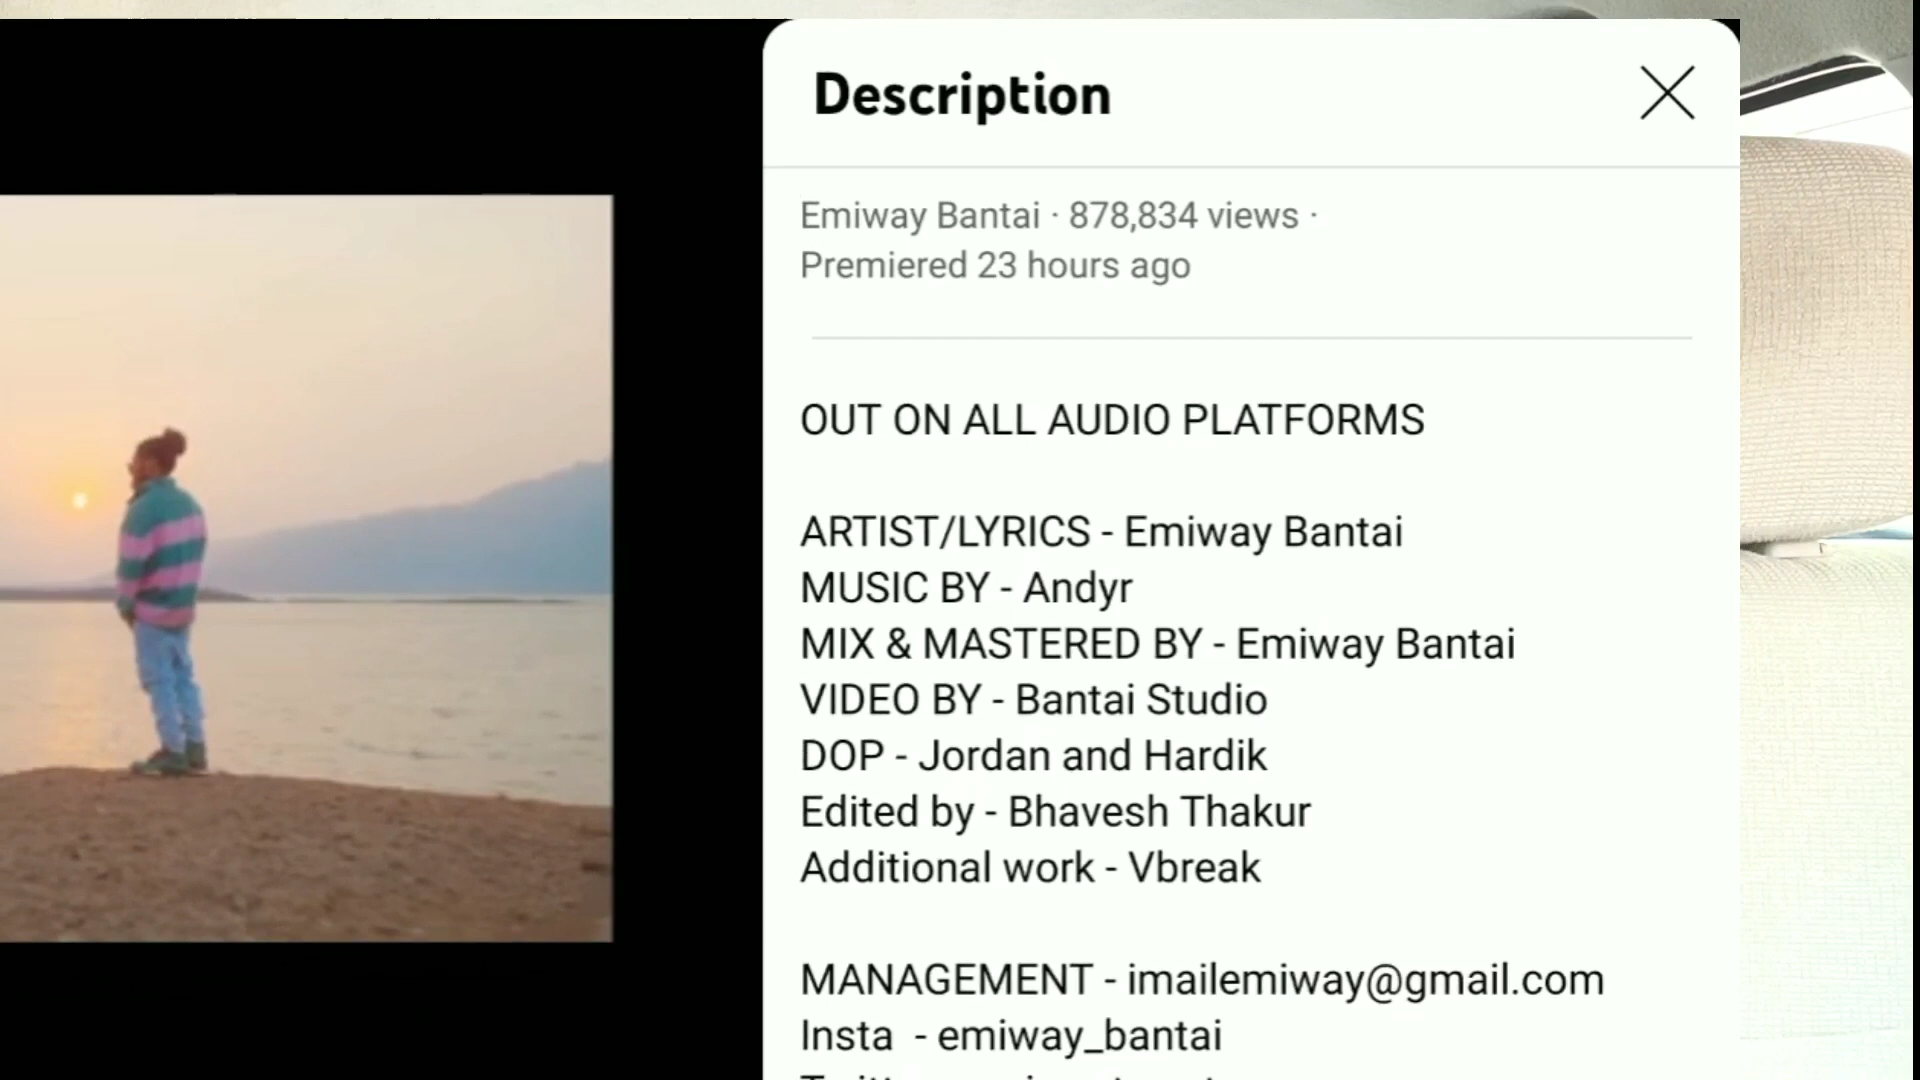 Description
Emiway Bantai · 878,834 views ·
Premiered 23 hours ago
OUT ON ALL AUDIO PLATFORMS
ARTIST/LYRICS - Emiway Bantai
MUSIC BY - Andyr
MIX & MASTERED BY - Emiway Bantai
VIDEO BY - Bantai Studio
DOP - Jordan and Hardik
Edited by - Bhavesh Thakur
Additional work - Vbreak
MANAGEMENT - imailemiway@gmail.com
Insta  - emiway_bantai